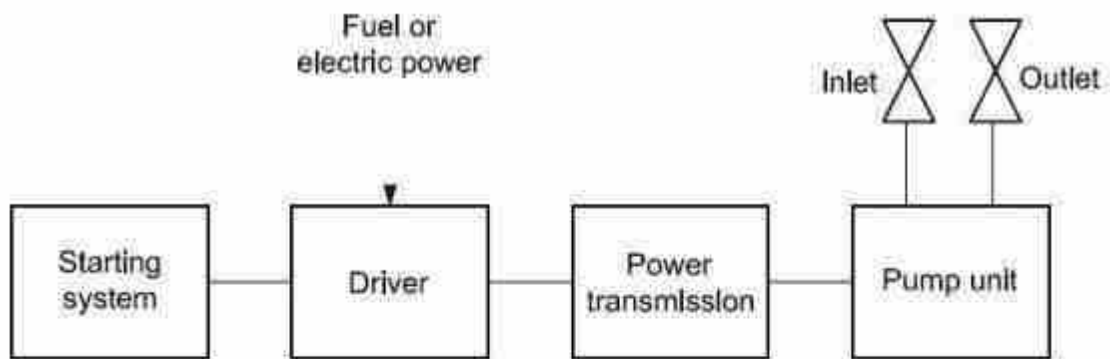 Fuel or
electric power
Inlet
Outlet
Starting
system
Driver
Power
transmission
Pump unit